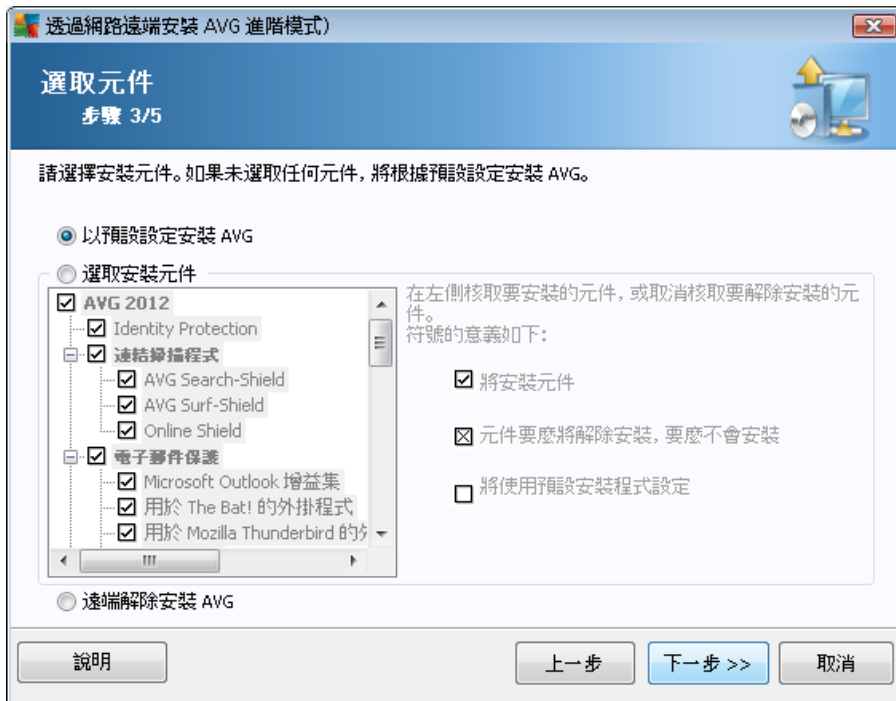 透過網路遠端安裝 AVG 進階模式)
選取元件
步驟 3/5
請選擇安裝元件。如果未選取任何元件，將根據預設設定安裝 AVG。
以預設設定安裝 AVG
選取安裝元件
AVG 2012
Identity Protection
連結掃描程式
AVG Search-Shield
AVG Surf-Shield
Online Shield
電子郵件保護
Microsoft Outlook 增益集
用於 The Bat! 的外掛程式
用於 Mozilla Thunderbird 的外
在左側核取要安裝的元件，或取消核取要解除安裝的元
件。
符號的意義如下：
將安裝元件
元件要麼將解除安裝，要麼不會安裝
將使用預設安裝程式設定
遠端解除安裝 AVG
說明
上一步
下一步 >>
取消